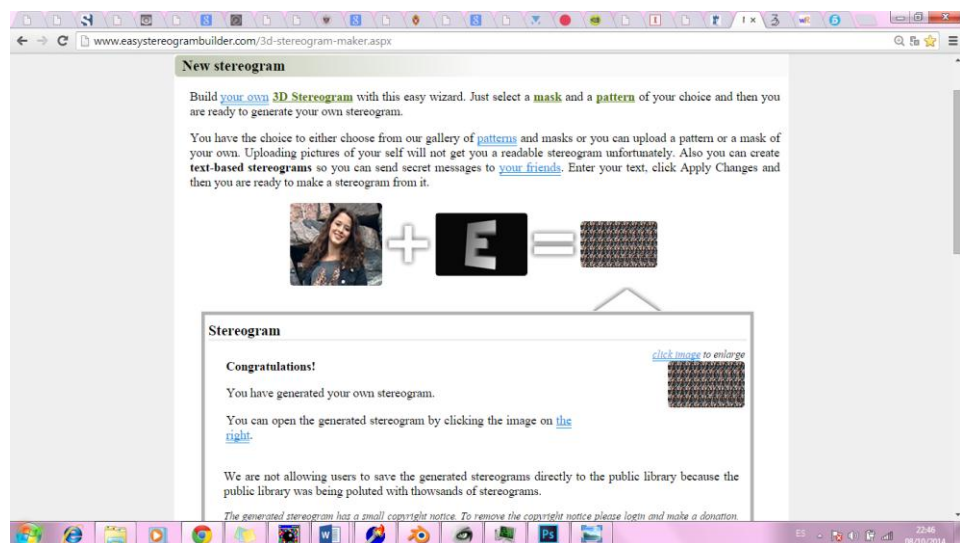 www.easystereogrambuilder.com/3d-stereogram-maker.aspx
New stereogram
Build your own 3D Stereogram with this easy wizard. Just select a mask and a pattern of your choice and then you
are ready to generate your own stereogram.
You have the choice to either choose from our gallery of patterns and masks or you can upload a pattern or a mask of
your own. Uploading pictures of your self will not get you a readable stereogram unfortunately. Also you can create
text-based stereograms so you can send secret messages to your friends. Enter your text, click Apply Changes and
then you are ready to make a stereogram from it.
E
Stereogram
click image to enlarge
Congratulations!
You have generated your own stereogram.
You can open the generated stereogram by clicking the image on the
right.
We are not allowing users to save the generated stereograms directly to the public library because the
public library was being poluted with thowsands of stereograms.
The generated stereogram has a small copyright notice. To remove the copyright notice please login and make a donation.
ES
22:46
08/10/2014